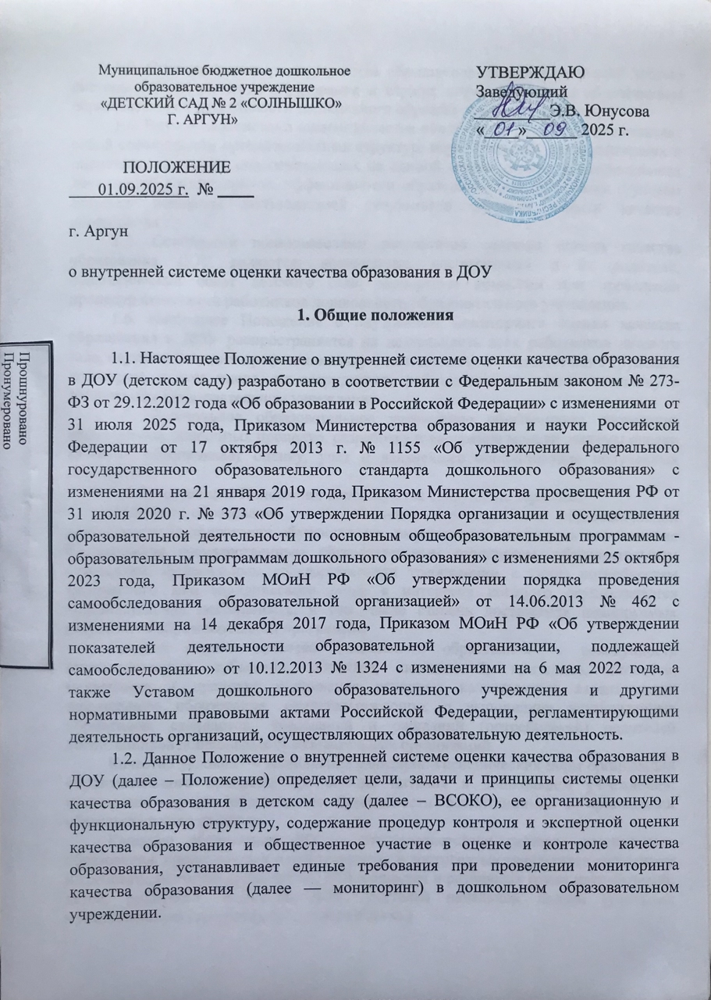 Муниципальное бюджетное дошкольное
образовательное учреждение
«ДЕТСКИЙ САД № 2 «СОЛНЫШКО»
Г. АРГУН»
УТВЕРЖДАЮ
Заведующий
_________Э.В. Юнусова
«01» 09 2025 г.
ПОЛОЖЕНИЕ
01.09.2025 г. № ____
г. Аргун
о внутренней системе оценки качества образования в ДОУ
1. Общие положения
Прошнуровано
Пронумеровано
1.1. Настоящее Положение о внутренней системе оценки качества образования
в ДОУ (детском саду) разработано в соответствии с Федеральным законом № 273-
ФЗ от 29.12.2012 года «Об образовании в Российской Федерации» с изменениями от
31 июля 2025 года, Приказом Министерства образования и науки Российской
Федерации от 17 октября 2013 г. № 1155 «Об утверждении федерального
государственного образовательного стандарта дошкольного образования» с
изменениями на 21 января 2019 года, Приказом Министерства просвещения РФ от
31 июля 2020 г. № 373 «Об утверждении Порядка организации и осуществления
образовательной деятельности по основным общеобразовательным программам -
образовательным программам дошкольного образования» с изменениями 25 октября
2023 года, Приказом МОиН РФ «Об утверждении порядка проведения
самообследования образовательной организацией» от 14.06.2013 № 462 с
изменениями на 14 декабря 2017 года, Приказом МОиН РФ «Об утверждении
показателей деятельности образовательной организации, подлежащей
самообследованию» от 10.12.2013 № 1324 с изменениями на 6 мая 2022 года, а
также Уставом дошкольного образовательного учреждения и другими
нормативными правовыми актами Российской Федерации, регламентирующими
деятельность организаций, осуществляющих образовательную деятельность.
1.2. Данное Положение о внутренней системе оценки качества образования в
ДОУ (далее – Положение) определяет цели, задачи и принципы системы оценки
качества образования в детском саду (далее – ВСОКО), ее организационную и
функциональную структуру, содержание процедур контроля и экспертной оценки
качества образования и общественное участие в оценке и контроле качества
образования, устанавливает единые требования при проведении мониторинга
качества образования (далее — мониторинг) в дошкольном образовательном
учреждении.